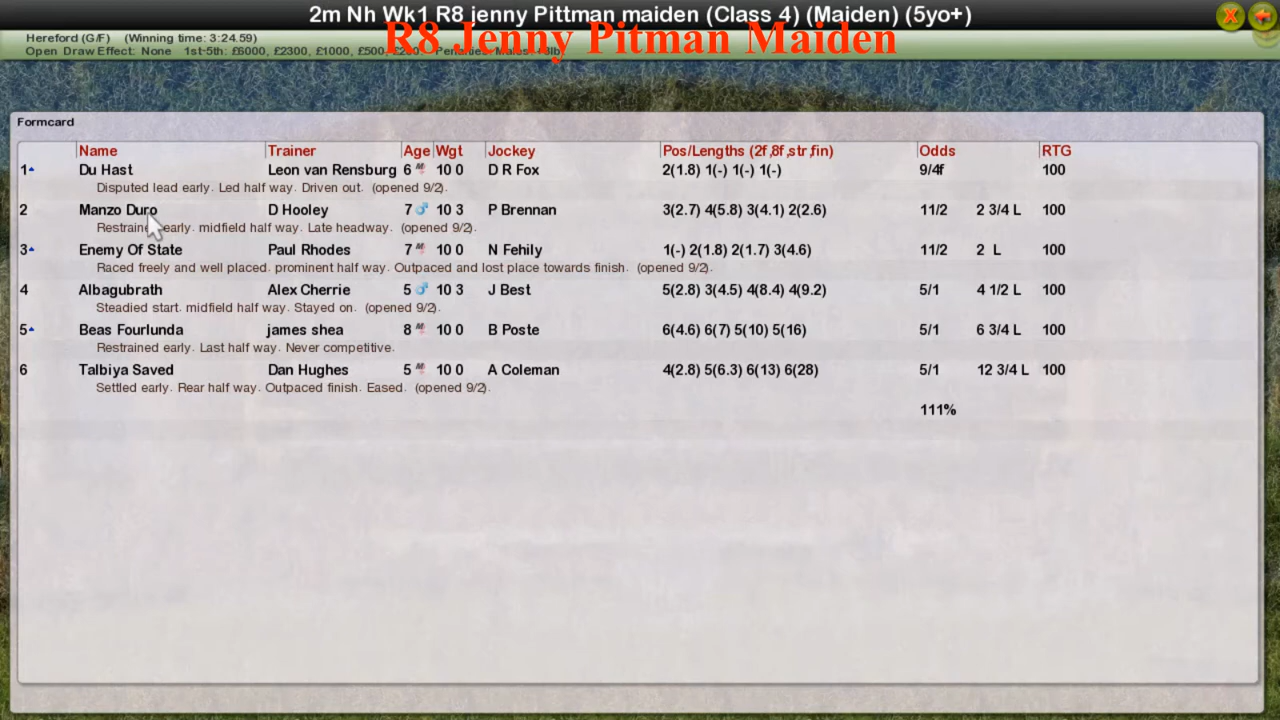 2m Nh Wk1 R8 jenny Pittman maiden (Class 4) (Maiden) (5yo+)
R8 Jenny Pitman Maiden
Hereford (G/F) (Winning time: 3:24.59)
Open Draw Effect: None 1st-5th: £6000, £2300, £1000, £500,
Formcard
Name Trainer Age Wgt Jockey Pos/Lengths (2f,8f,str,fin) Odds RTG
1 Du Hast Leon van Rensburg 6 10 0 D R Fox 2(1.8) 1(-) 1(-) 1(-) 9/4f 100
Disputed lead early. Led half way. Driven out. (opened 9/2).
2 Manzo Duro D Hooley 7 10 3 P Brennan 3(2.7) 4(5.8) 3(4.1) 2(2.6) 11/2 2 3/4 L 100
Restrained early. midfield half way. Late headway. (opened 9/2).
3 Enemy Of State Paul Rhodes 7 10 0 N Fehily 1(-) 2(1.8) 2(1.7) 3(4.6) 11/2 2 L 100
Raced freely and well placed. prominent half way. Outpaced and lost place towards finish. (opened 9/2).
4 Albagubrath Alex Cherrie 5 10 3 J Best 5(2.8) 3(4.5) 4(8.4) 4(9.2) 5/1 4 1/2 L 100
Steadied start. midfield half way. Stayed on. (opened 9/2).
5 Beas Fourlunda james shea 8 10 0 B Poste 6(4.6) 6(7) 5(10) 5(16) 5/1 6 3/4 L 100
Restrained early. Last half way. Never competitive.
6 Talbiya Saved Dan Hughes 5 10 0 A Coleman 4(2.8) 5(6.3) 6(13) 6(28) 5/1 12 3/4 L 100
Settled early. Rear half way. Outpaced finish. Eased. (opened 9/2).
111%